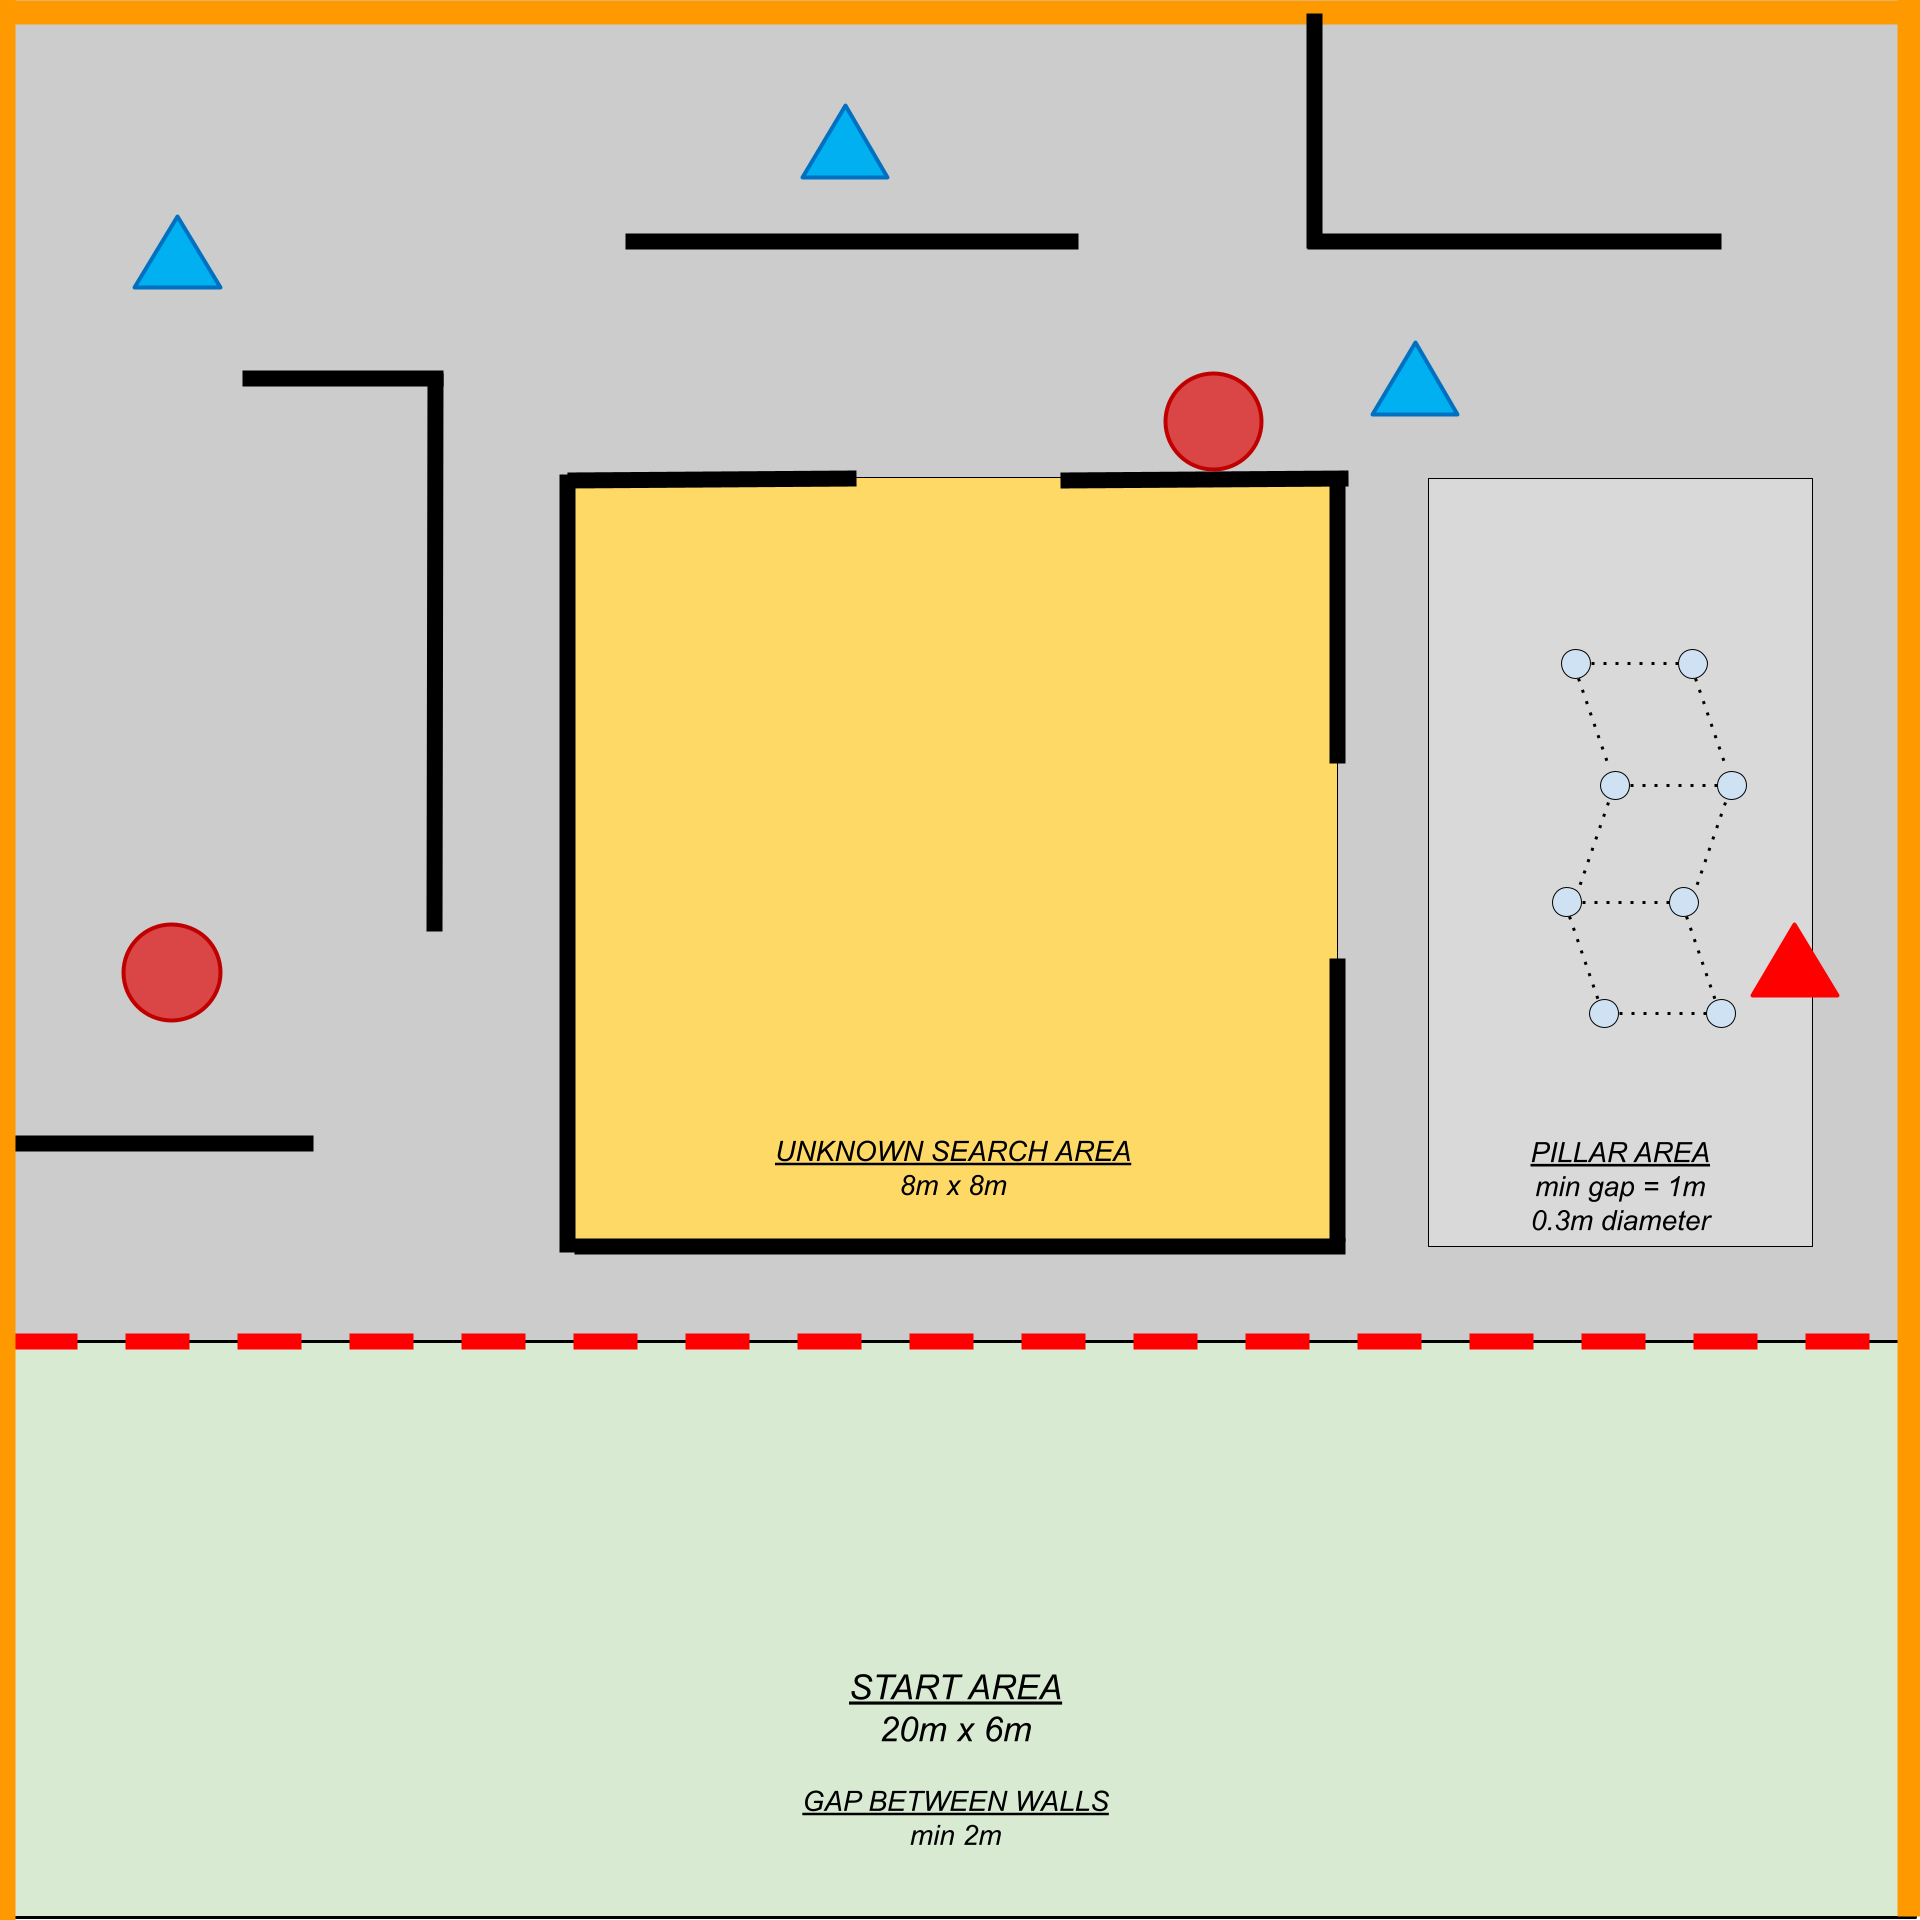 UNKNOWN SEARCH AREA
8m x 8m
PILLAR AREA
min gap = 1m
0.3m diameter
START AREA
20m x 6m
GAP BETWEEN WALLS
min 2m